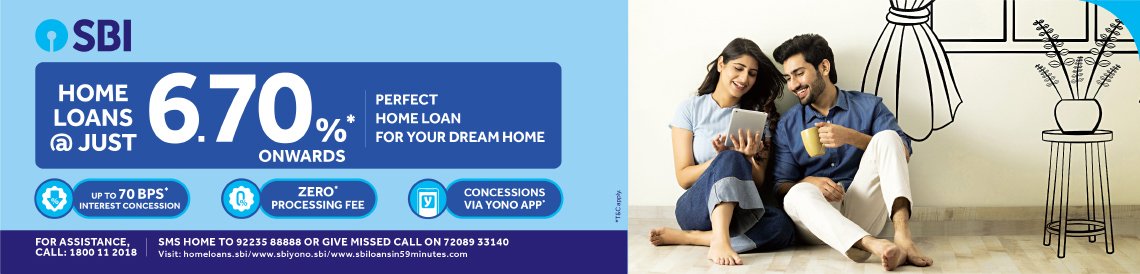 SBI
HOME
LOANS
@ JUST
6.70%*
ONWARDS
PERFECT
HOME LOAN
FOR YOUR DREAM HOME
UP TO 70 BPS*
INTEREST CONCESSION
0%
ZERO*
PROCESSING FEE
y
CONCESSIONS
VIA YONO APP*
*T&C apply.
FOR ASSISTANCE,
CALL: 1800 11 2018
SMS HOME TO 92235 88888 OR GIVE MISSED CALL ON 72089 33140
Visit: homeloans.sbi/www.sbiyono.sbi/www.sbiloansin59minutes.com